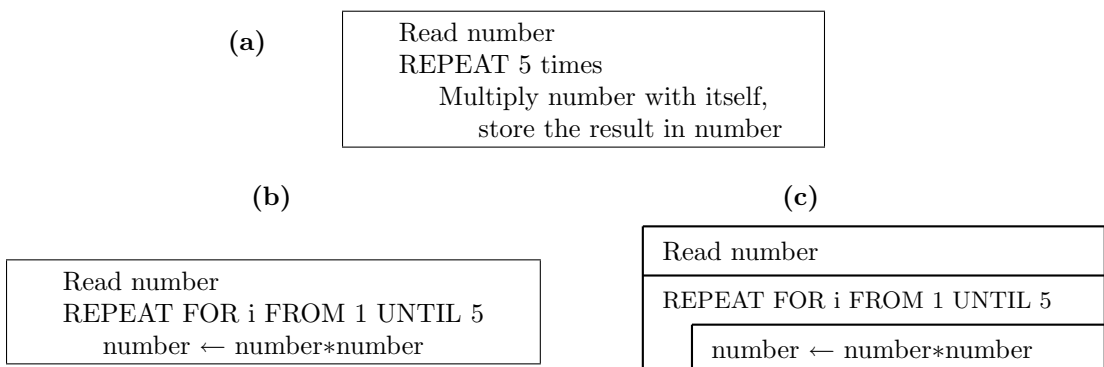 (a)
Read number
REPEAT 5 times
Multiply number with itself,
store the result in number
(b)
Read number
REPEAT FOR i FROM 1 UNTIL 5
number ← number∗number
(c)
Read number
REPEAT FOR i FROM 1 UNTIL 5
number ← number∗number